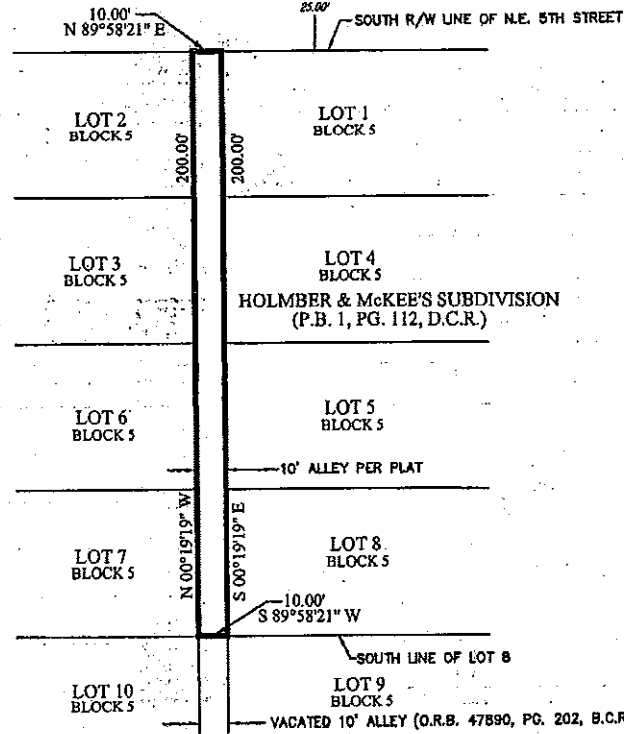 10.00'
N 89°58'21" E
25.00'
SOUTH R/W LINE OF N.E. 5TH STREET
LOT 2
BLOCK 5
LOT 1
BLOCK 5
200.00'
200.00'
LOT 3
BLOCK 5
LOT 4
BLOCK 5
HOLMBER & McKEE'S SUBDIVISION
(P.B. 1, PG. 112, D.C.R.)
LOT 6
BLOCK 5
LOT 5
BLOCK 5
10' ALLEY PER PLAT
N 00°19'19" W
S 00°19'19" E
LOT 7
BLOCK 5
LOT 8
BLOCK 5
10.00'
S 89°58'21" W
SOUTH LINE OF LOT 8
LOT 10
BLOCK 5
LOT 9
BLOCK 5
VACATED 10' ALLEY (O.R.B. 47890, PG. 202, B.C.R